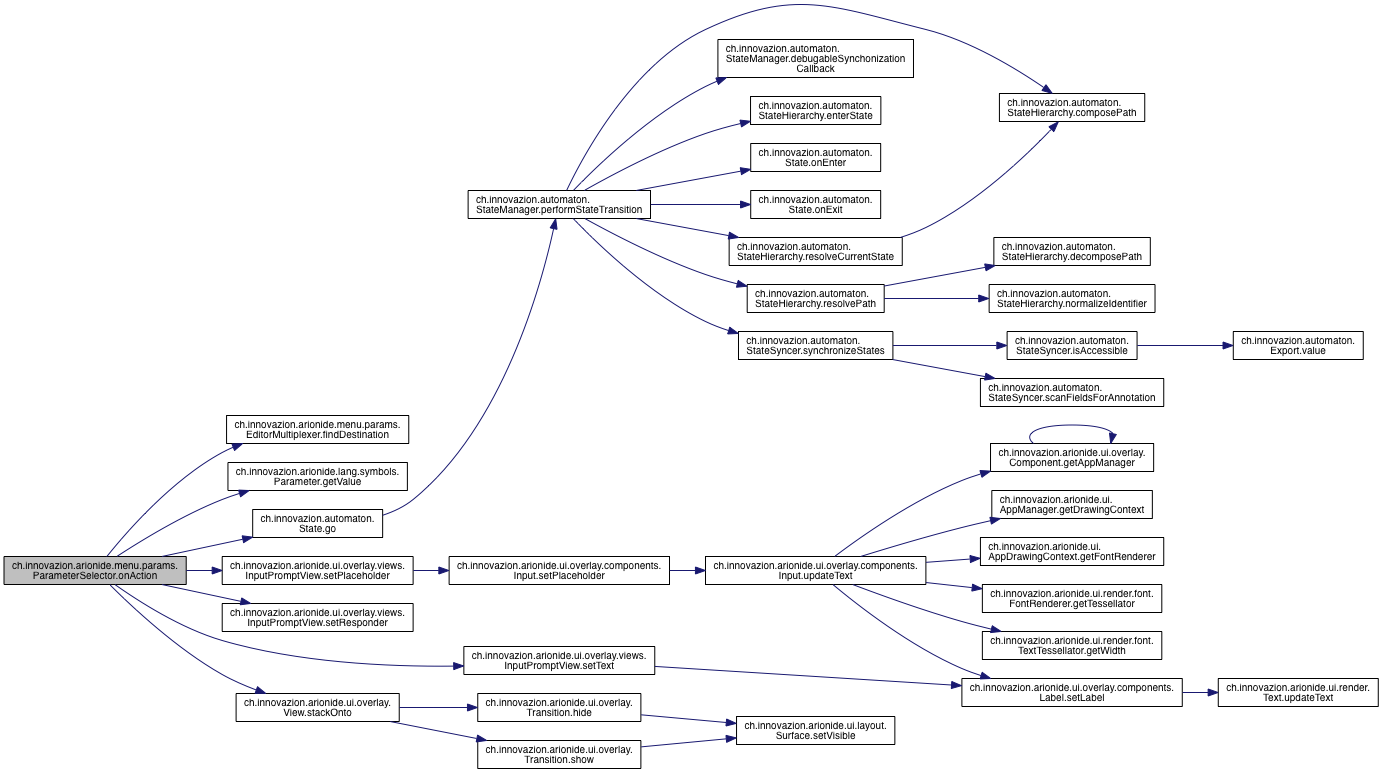 ch.innovazion.automaton.
StateManager.debugableSynchonization
Callback
ch.innovazion.automaton.
StateHierarchy.composePath
ch.innovazion.automaton.
StateHierarchy.enterState
ch.innovazion.automaton.
State.onEnter
ch.innovazion.automaton.
StateManager.performStateTransition
ch.innovazion.automaton.
State.onExit
ch.innovazion.automaton.
StateHierarchy.resolveCurrentState
ch.innovazion.automaton.
StateHierarchy.decomposePath
ch.innovazion.automaton.
StateHierarchy.resolvePath
ch.innovazion.automaton.
StateHierarchy.normalizeIdentifier
ch.innovazion.automaton.
StateSyncer.synchronizeStates
ch.innovazion.automaton.
StateSyncer.isAccessible
ch.innovazion.automaton.
Export.value
ch.innovazion.automaton.
StateSyncer.scanFieldsForAnnotation
ch.innovazion.arionide.menu.params.
EditorMultiplexer.findDestination
ch.innovazion.arionide.ui.overlay.
Component.getAppManager
ch.innovazion.arionide.lang.symbols.
Parameter.getValue
ch.innovazion.arionide.ui.
AppManager.getDrawingContext
ch.innovazion.automaton.
State.go
ch.innovazion.arionide.ui.
AppDrawingContext.getFontRenderer
ch.innovazion.arionide.menu.params.
ParameterSelector.onAction
ch.innovazion.arionide.ui.overlay.views.
InputPromptView.setPlaceholder
ch.innovazion.arionide.ui.overlay.components.
Input.setPlaceholder
ch.innovazion.arionide.ui.overlay.components.
Input.updateText
ch.innovazion.arionide.ui.render.font.
FontRenderer.getTessellator
ch.innovazion.arionide.ui.overlay.views.
InputPromptView.setResponder
ch.innovazion.arionide.ui.render.font.
TextTessellator.getWidth
ch.innovazion.arionide.ui.overlay.views.
InputPromptView.setText
ch.innovazion.arionide.ui.overlay.components.
Label.setLabel
ch.innovazion.arionide.ui.render.
Text.updateText
ch.innovazion.arionide.ui.overlay.
View.stackOnto
ch.innovazion.arionide.ui.overlay.
Transition.hide
ch.innovazion.arionide.ui.layout.
Surface.setVisible
ch.innovazion.arionide.ui.overlay.
Transition.show